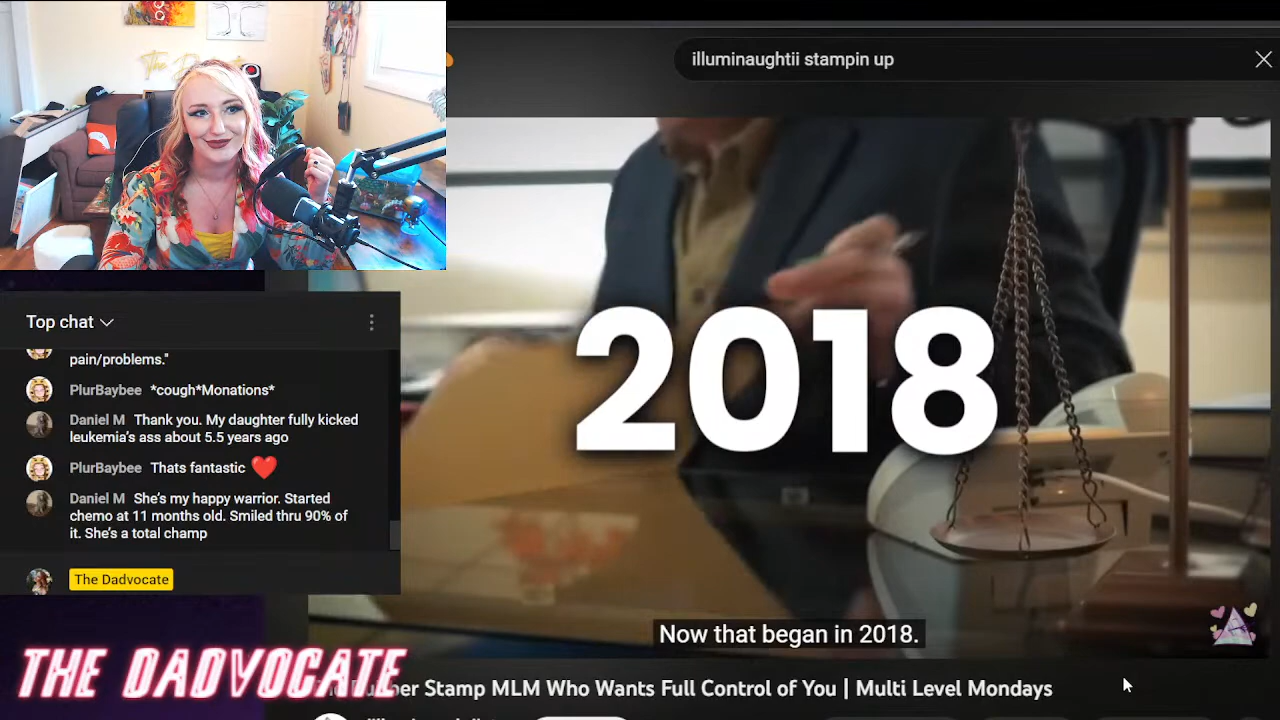 The D
illuminaughtii stampin up
2018
Now that began in 2018.
Top chat
pain/problems."
PlurBaybee *cough*Monations*
Daniel M Thank you. My daughter fully kicked
leukemia's ass about 5.5 years ago
PlurBaybee Thats fantastic ❤️
Daniel M She's my happy warrior. Started
chemo at 11 months old. Smiled thru 90% of
it. She's a total champ
The Dadvocate
THE DADVOCATE
Stamp MLM Who Wants Full Control of You | Multi Level Mondays